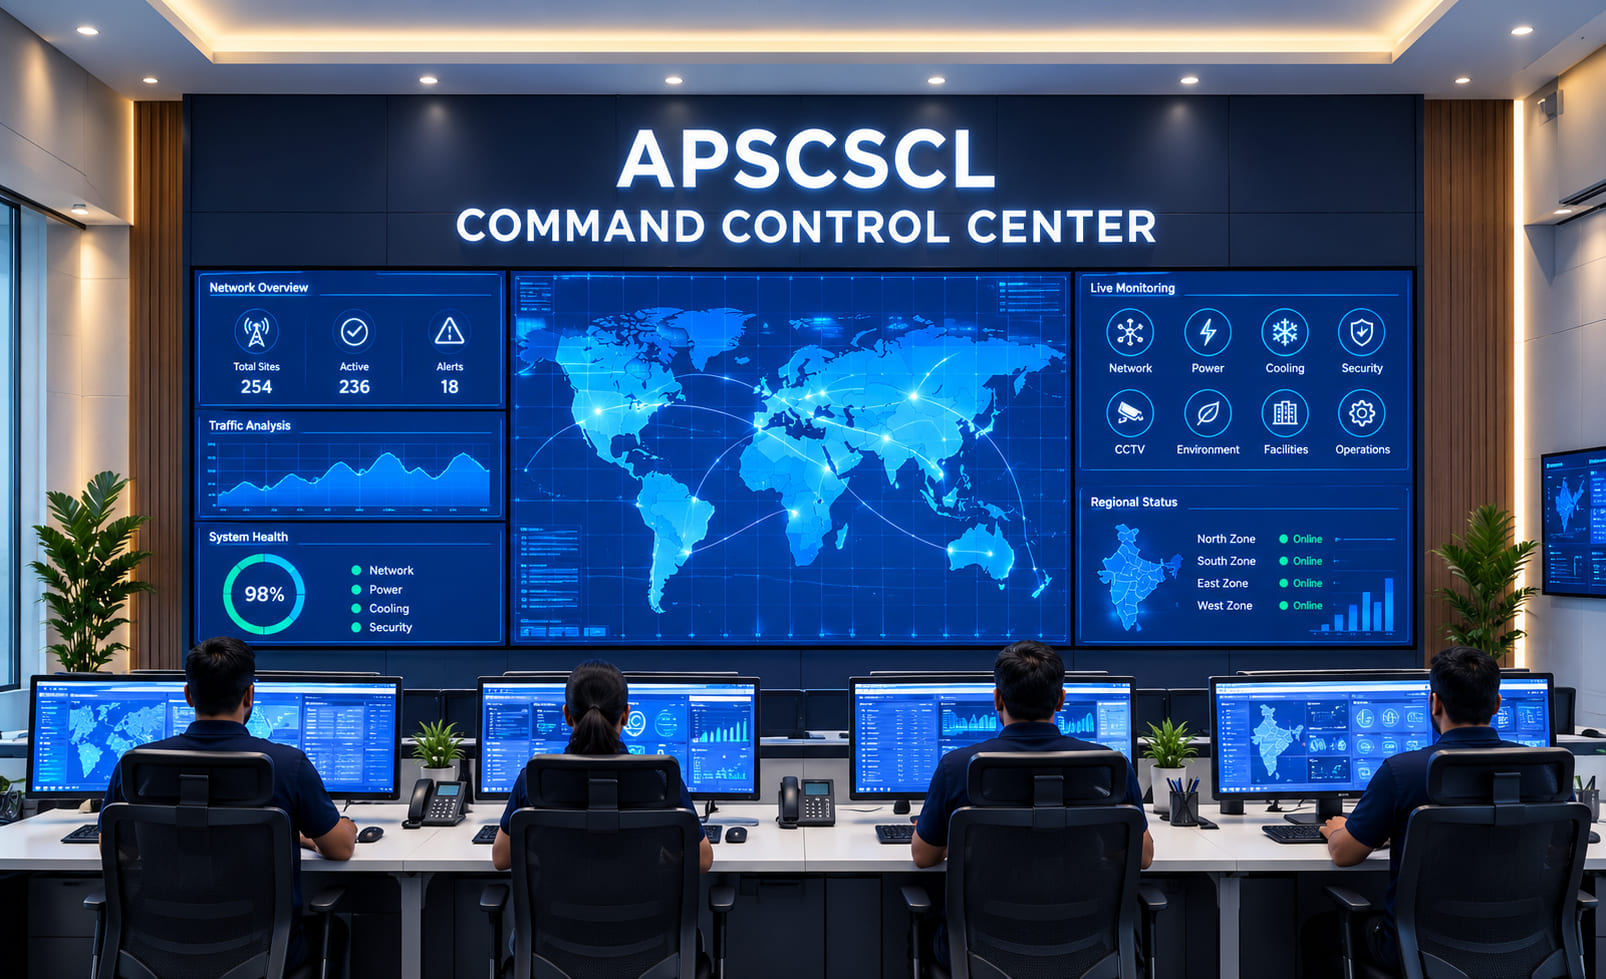 APSCSCL
COMMAND CONTROL CENTER
Network Overview
Total Sites
254
Active
236
Alerts
18
Traffic Analysis
System Health
98%
Network
Power
Cooling
Security
Live Monitoring
Network
Power
Cooling
Security
CCTV
Environment
Facilities
Operations
Regional Status
North Zone Online
South Zone Online
East Zone Online
West Zone Online